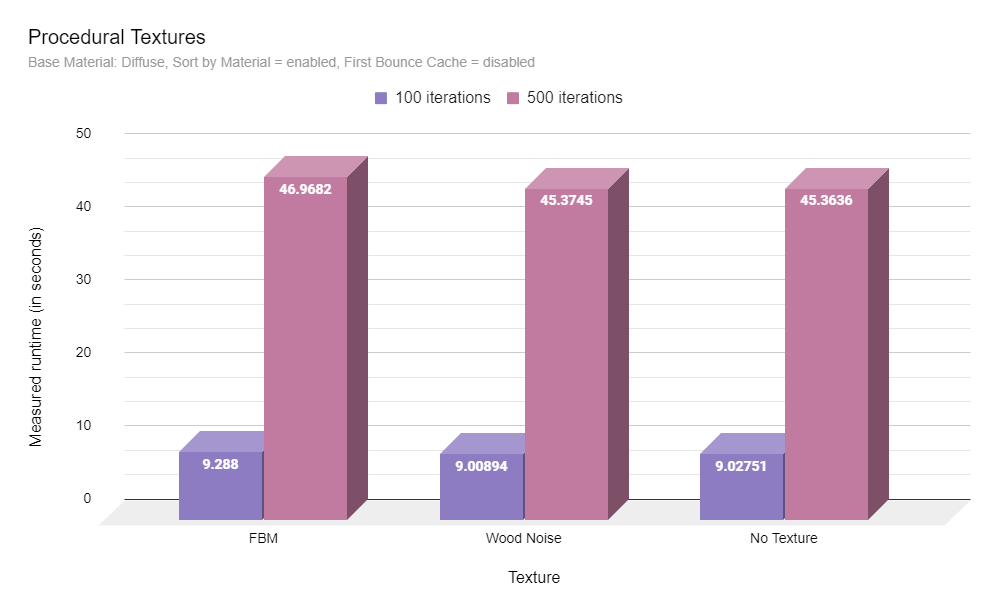 Procedural Textures
Base Material: Diffuse, Sort by Material = enabled, First Bounce Cache = disabled
100 iterations 500 iterations
Measured runtime (in seconds)
50
40
30
20
10
0
46.9682
45.3745
45.3636
9.288
9.00894
9.02751
FBM
Wood Noise
No Texture
Texture